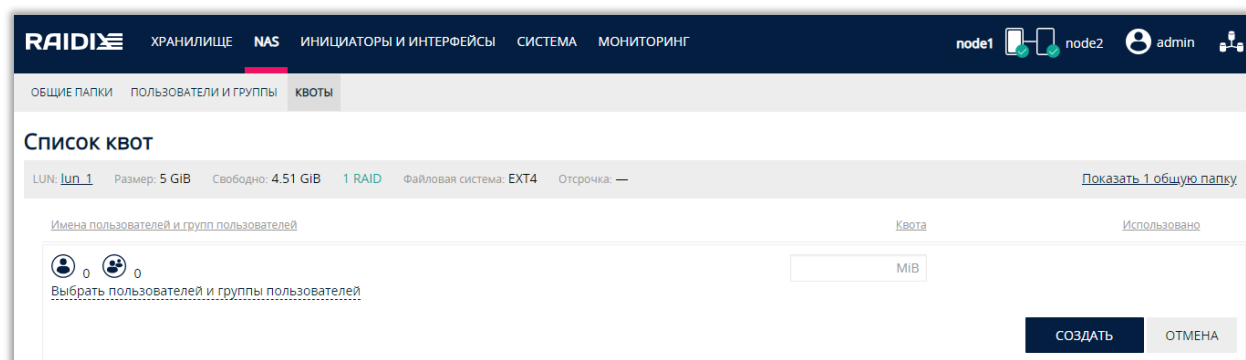 RAIDIX ХРАНИЛИЩЕ NAS ИНИЦИАТОРЫ И ИНТЕРФЕЙСЫ СИСТЕМА МОНИТОРИНГ node1 node2 admin
ОБЩИЕ ПАПКИ ПОЛЬЗОВАТЕЛИ И ГРУППЫ КВОТЫ
Список квот
LUN: lun_1 Размер: 5 GiB Свободно: 4.51 GiB 1 RAID Файловая система: EXT4 Отсрочка: — Показать 1 общую папку
Имена пользователей и групп пользователей Квота Использовано
0 0 MiB
Выбрать пользователей и группы пользователей
СОЗДАТЬ ОТМЕНА